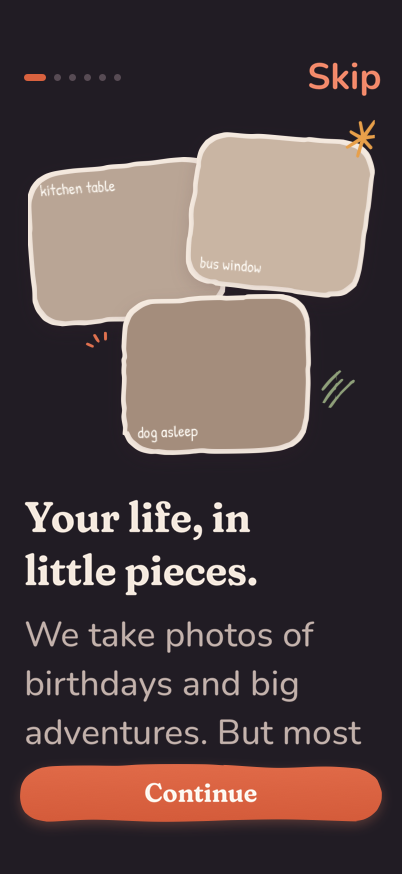 Skip
kitchen table
bus window
dog asleep
Your life, in
little pieces.
We take photos of
birthdays and big
adventures. But most
Continue